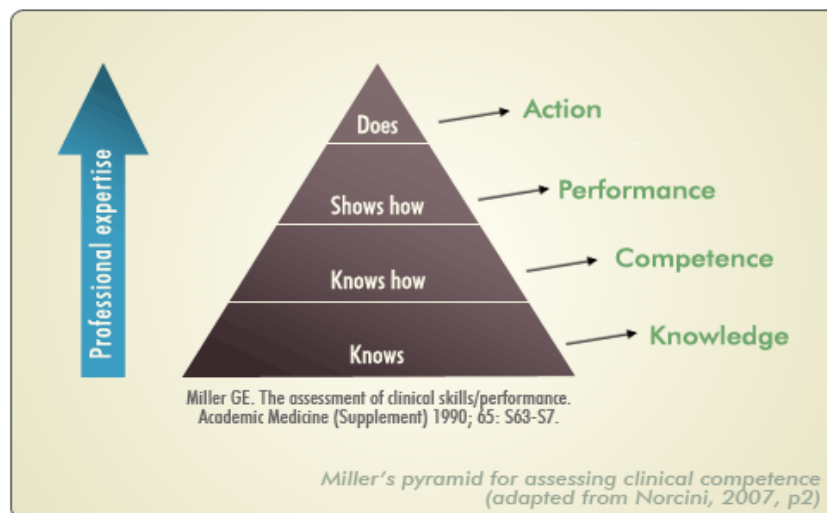 Professional expertise
Does
Action
Shows how
Performance
Knows how
Competence
Knows
Knowledge
Miller GE. The assessment of clinical skills/performance.
Academic Medicine (Supplement) 1990; 65: S63-S7.
Miller's pyramid for assessing clinical competence
(adapted from Norcini, 2007, p2)